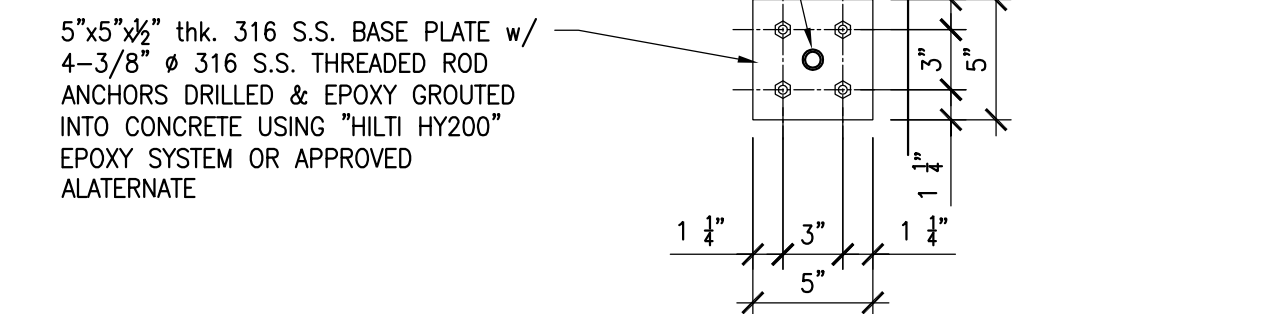 5"x5"x½" thk. 316 S.S. BASE PLATE w/
4-3/8" ø 316 S.S. THREADED ROD
ANCHORS DRILLED & EPOXY GROUTED
INTO CONCRETE USING "HILTI HY200"
EPOXY SYSTEM OR APPROVED
ALATERNATE
3"
5"
1 1/4"
1 1/4"
3"
1 1/4"
5"